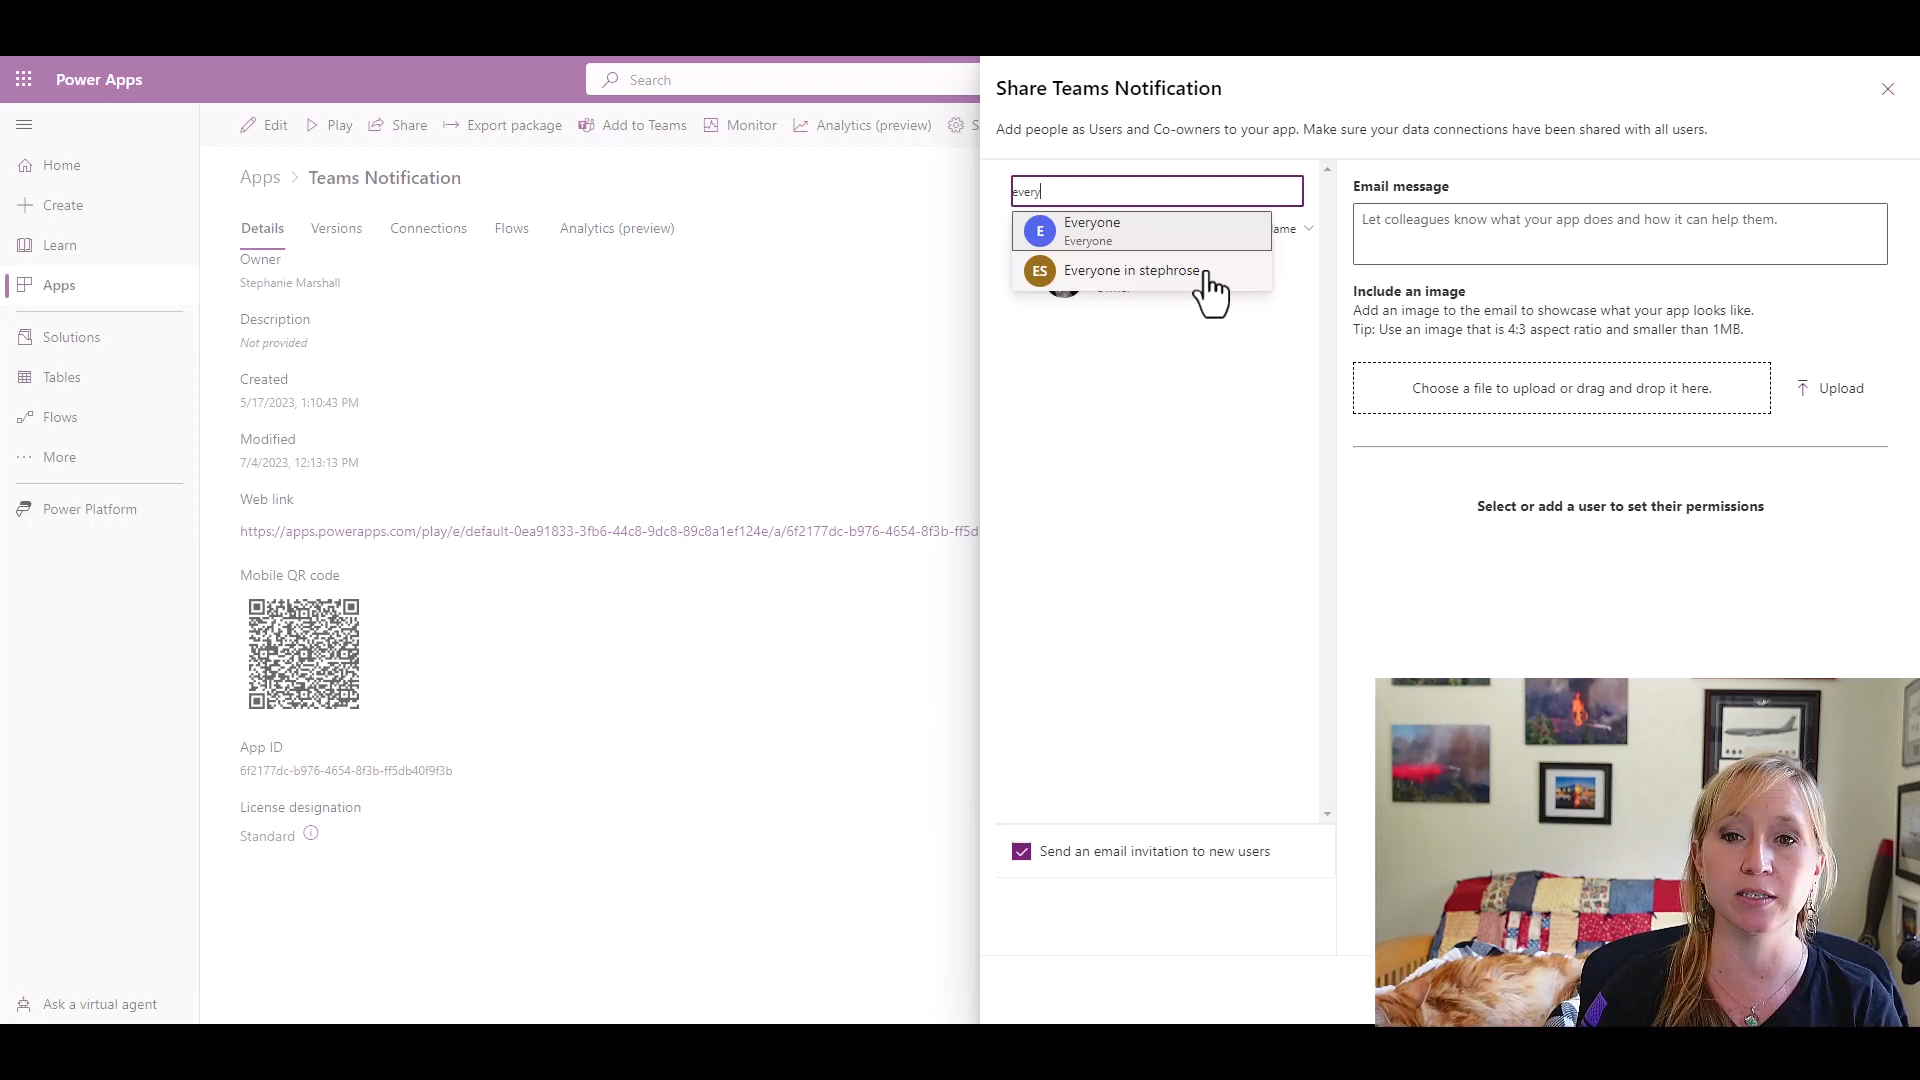 Power Apps
Search
Edit
Play
Share
Export package
Add to Teams
Monitor
Analytics (preview)
S
Home
Create
Learn
Apps
Solutions
Tables
Flows
More
Power Platform
Ask a virtual agent
Apps > Teams Notification
Details
Versions
Connections
Flows
Analytics (preview)
Owner
Stephanie Marshall
Description
Not provided
Created
5/17/2023, 1:10:43 PM
Modified
7/4/2023, 12:13:13 PM
Web link
https://apps.powerapps.com/play/e/default-0ea91833-3fb6-44c8-9dc8-89c8a1ef124e/a/6f2177dc-b976-4654-8f3b-ff5d
Mobile QR code
App ID
6f2177dc-b976-4654-8f3b-ff5db40f9f3b
License designation
Standard
Share Teams Notification
Add people as Users and Co-owners to your app. Make sure your data connections have been shared with all users.
every
E
Everyone
Everyone
ame
ES
Everyone in stephrose
Send an email invitation to new users
Email message
Let colleagues know what your app does and how it can help them.
Include an image
Add an image to the email to showcase what your app looks like.
Tip: Use an image that is 4:3 aspect ratio and smaller than 1MB.
Choose a file to upload or drag and drop it here.
Upload
Select or add a user to set their permissions